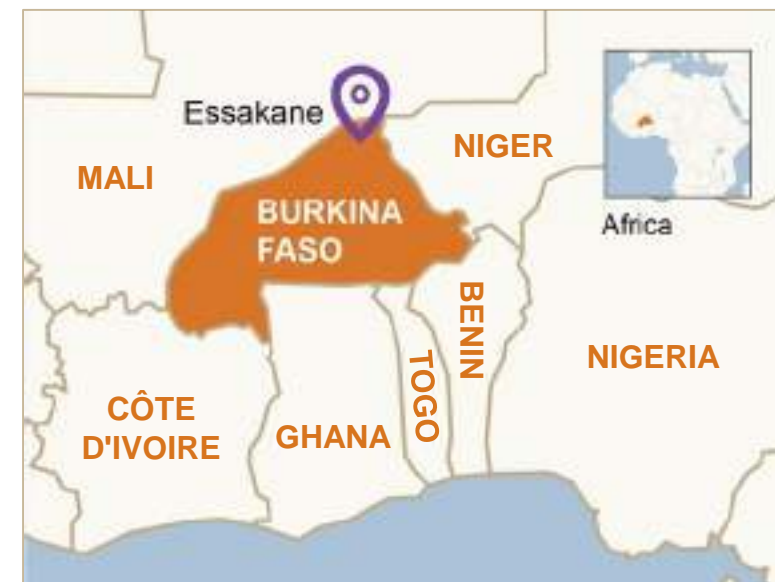 Essakane
MALI
NIGER
BURKINA
FASO
Africa
BENIN
TOGO
NIGERIA
CÔTE
D'IVOIRE
GHANA